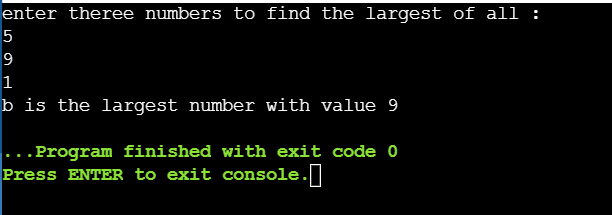 enter theree numbers to find the largest of all :
5
9
1
b is the largest number with value 9
...Program finished with exit code 0
Press ENTER to exit console.